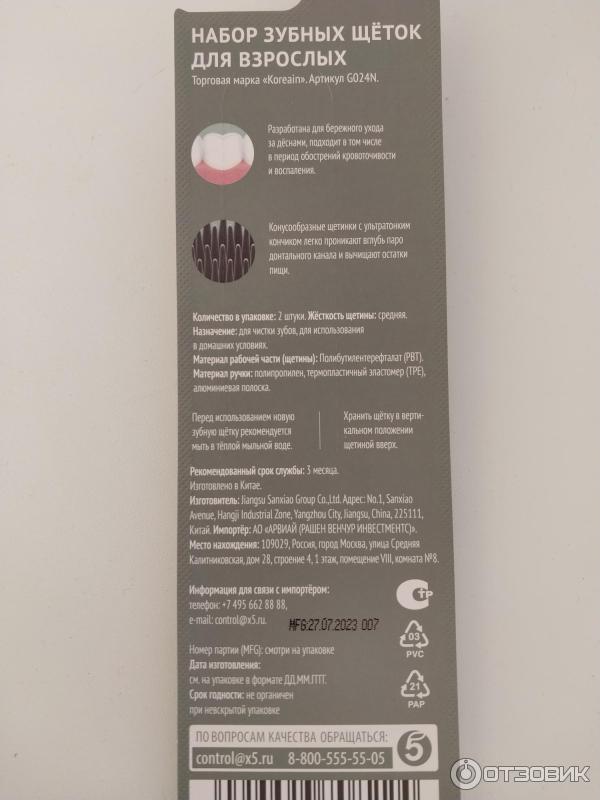 НАБОР ЗУБНЫХ ЩЁТОК
ДЛЯ ВЗРОСЛЫХ
Торговая марка «Koreain». Артикул G024N.
Разработана для бережного ухода
за дёснами, подходит в том числе
в период обострений кровоточивости
и воспаления.
Конусообразные щетинки с ультратонким
кончиком легко проникают вглубь паро
донтального канала и вычищают остатки
пищи.
Количество в упаковке: 2 штуки. Жёсткость щетины: средняя.
Назначение: для чистки зубов, для использования
в домашних условиях.
Материал рабочей части (щетины): Полибутилентерефталат (PBT).
Материал ручки: полипропилен, термопластичный эластомер (TPE),
алюминиевая полоска.
Перед использованием новую
зубную щётку рекомендуется
мыть в тёплой мыльной воде.
Хранить щётку в верти-
кальном положении
щетиной вверх.
Рекомендованный срок службы: 3 месяца.
Изготовлено в Китае.
Изготовитель: Jiangsu Sanxiao Group Co.,Ltd. Адрес: No.1, Sanxiao
Avenue, Hangji Industrial Zone, Yangzhou City, Jiangsu, China, 225111,
Китай. Импортёр: АО «АРВИАЙ (РАШЕН ВЕНЧУР ИНВЕСТМЕНТС)».
Место нахождения: 109029, Россия, город Москва, улица Средняя
Калитниковская, дом 28, строение 4, 1 этаж, помещение VIII, комната №8.
Информация для связи с импортёром:
телефон: +7 495 662 88 88,
e-mail: control@x5.ru
MFG:27.07.2023 007
СТР
03
PVC
Номер партии (MFG): смотри на упаковке
Дата изготовления:
см. на упаковке в формате ДД.ММ.ГГГГ.
Срок годности: не органичен
при невскрытой упаковке
21
PAP
ПО ВОПРОСАМ КАЧЕСТВА ОБРАЩАТЬСЯ:
control@x5.ru 8-800-555-55-05
5
ОТЗОВИК